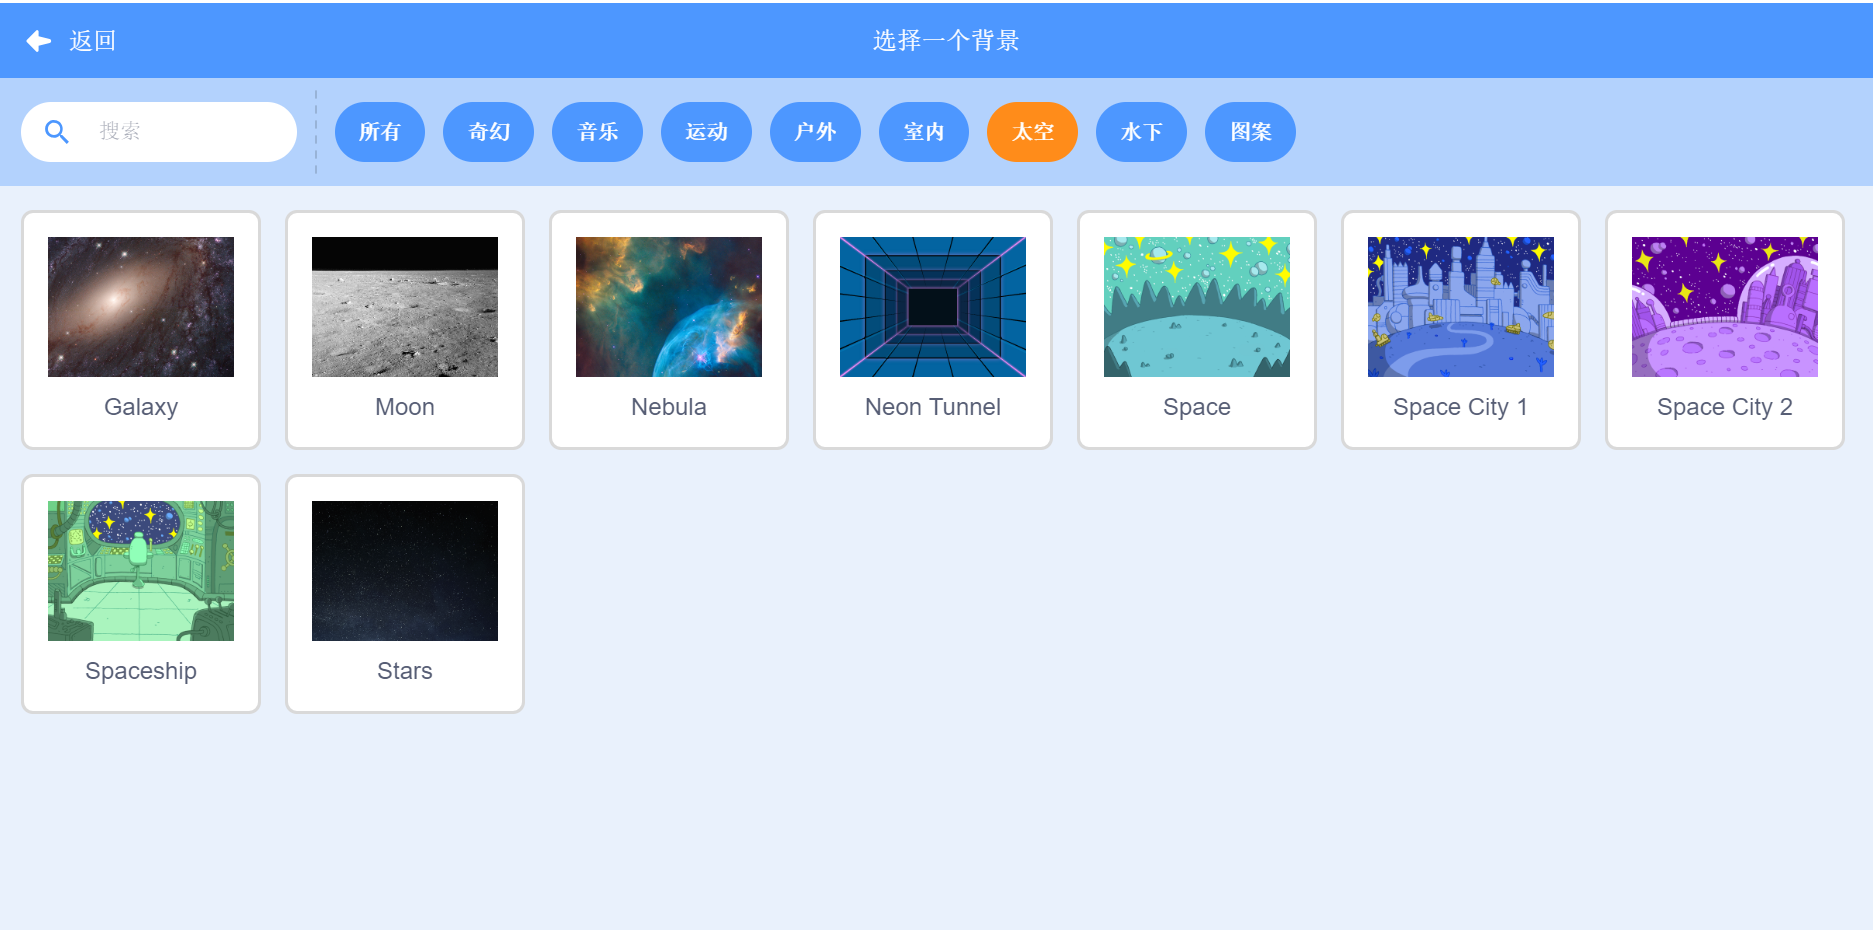 返回
选择一个背景
搜索
所有
奇幻
音乐
运动
户外
室内
太空
水下
图案
Galaxy
Moon
Nebula
Neon Tunnel
Space
Space City 1
Space City 2
Spaceship
Stars